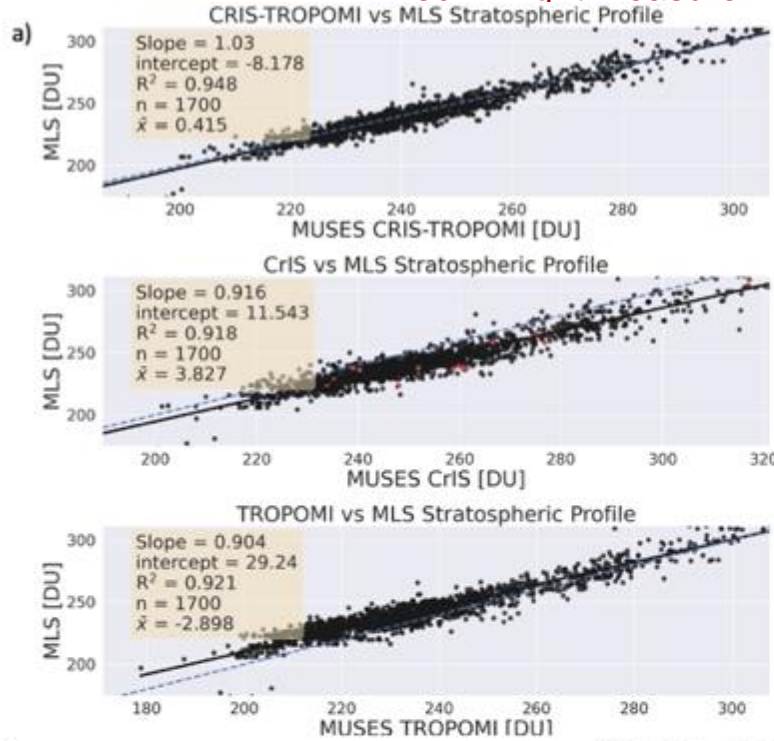 CRIS-TROPOMI vs MLS Stratospheric Profile
a)
300
250
200
MLS [DU]
Slope = 1.03
intercept = -8.178
R² = 0.948
n = 1700
x̃ = 0.415
200 220 240 260 280 300
MUSES CRIS-TROPOMI [DU]
CrIS vs MLS Stratospheric Profile
300
250
200
MLS [DU]
Slope = 0.916
intercept = 11.543
R² = 0.918
n = 1700
x̃ = 3.827
200 220 240 260 280 300 320
MUSES CrIS [DU]
TROPOMI vs MLS Stratospheric Profile
300
250
200
MLS [DU]
Slope = 0.904
intercept = 29.24
R² = 0.921
n = 1700
x̃ = -2.898
180 200 220 240 260 280 300
MUSES TROPOMI [DU]